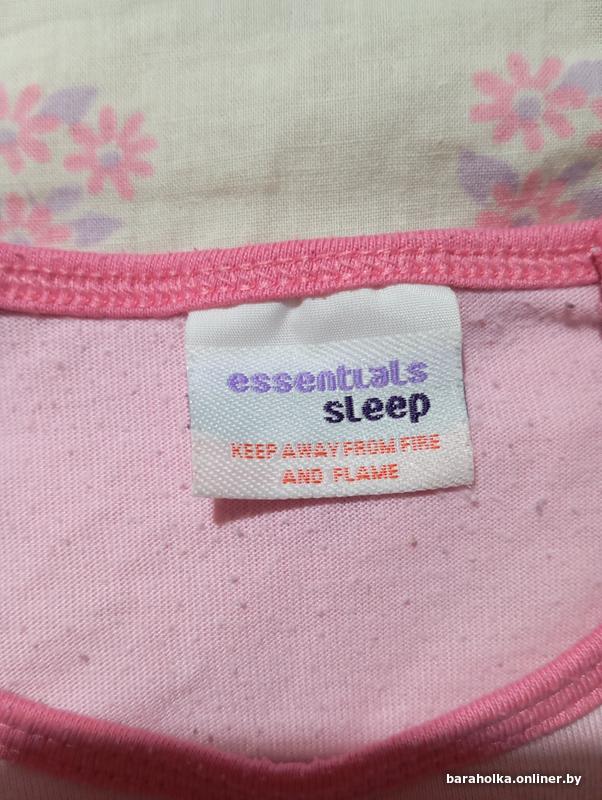 essentials
sleep
KEEP AWAY FROM FIRE
AND FLAME
baraholka.onliner.by